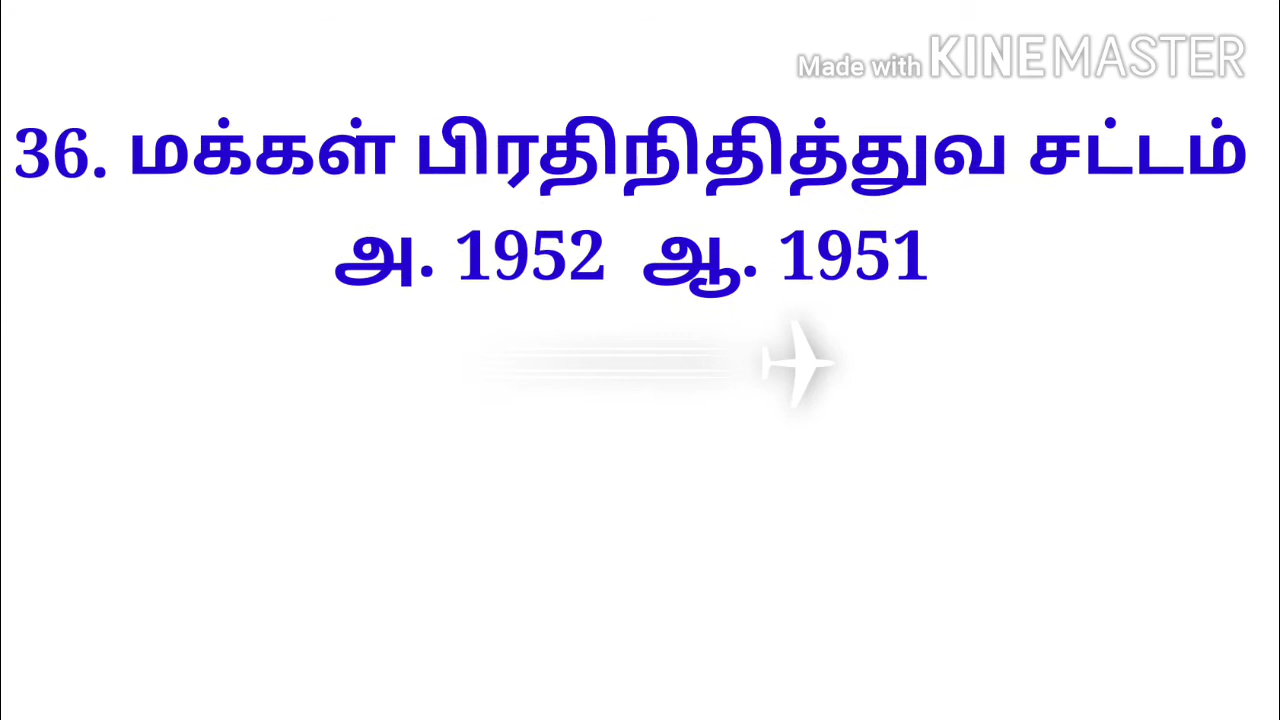 Made with KINEMASTER
36. மக்கள் பிரதிநிதித்துவ சட்டம்
அ. 1952 ஆ. 1951